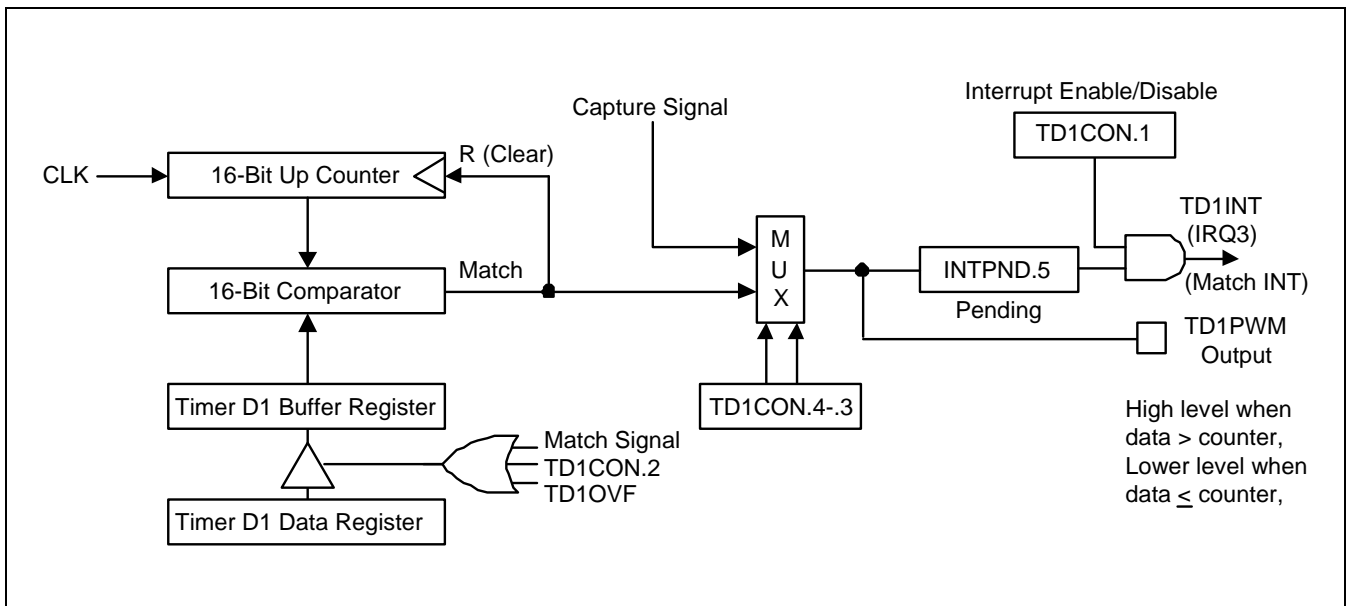 Interrupt Enable/Disable
Capture Signal
TD1CON.1
R (Clear)
CLK
16-Bit Up Counter
TD1INT
(IRQ3)
M
U
X
Match
16-Bit Comparator
INTPND.5
(Match INT)
Pending
TD1PWM
Output
Timer D1 Buffer Register
TD1CON.4-.3
High level when
data > counter,
Lower level when
data ≤ counter,
Match Signal
TD1CON.2
TD1OVF
Timer D1 Data Register